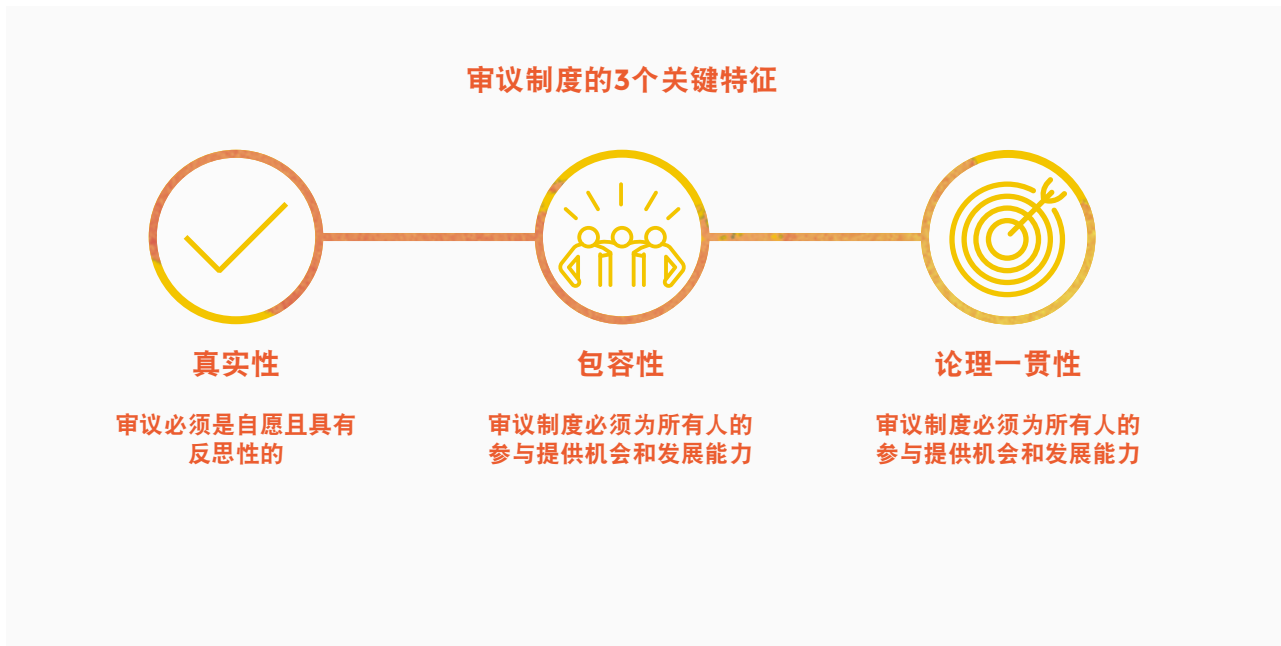 审议制度的3个关键特征
真实性
审议必须是自愿且具有
反思性的
包容性
审议制度必须为所有人的
参与提供机会和发展能力
论理一贯性
审议制度必须为所有人的
参与提供机会和发展能力